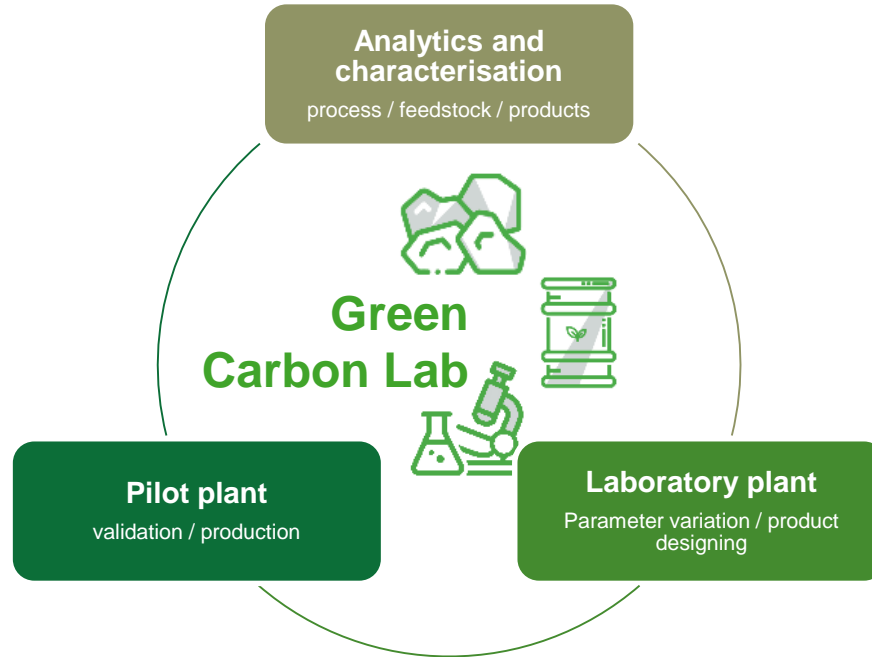 Analytics and
characterisation
process / feedstock / products
Green
Carbon Lab
Pilot plant
validation / production
Laboratory plant
Parameter variation / product
designing